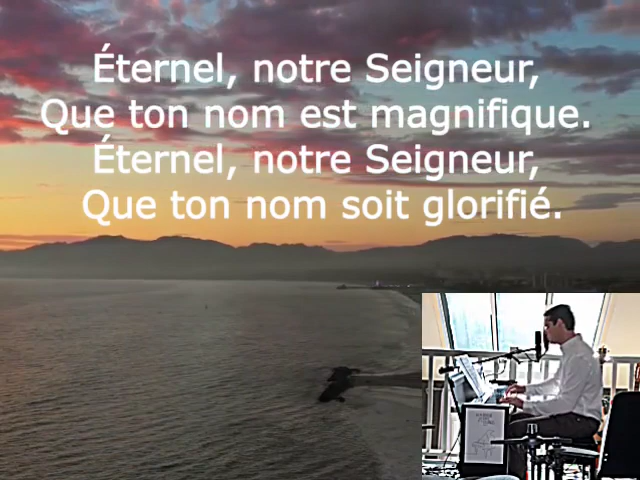 Éternel, notre Seigneur,
Que ton nom est magnifique.
Éternel, notre Seigneur,
Que ton nom soit glorifié.